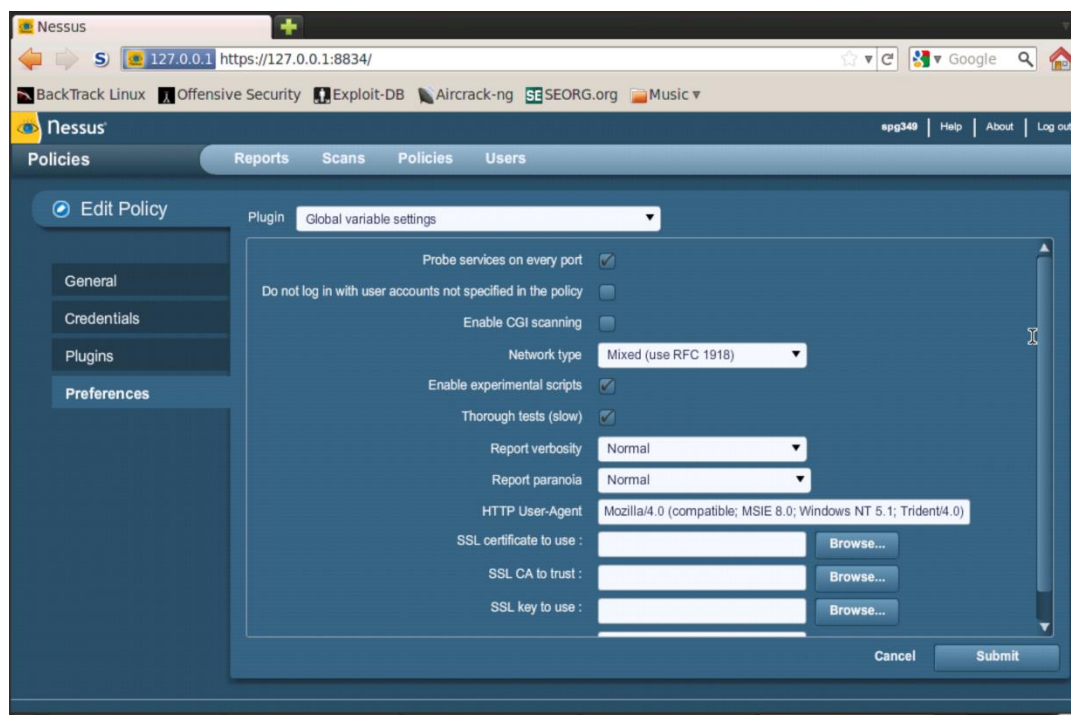 Nessus
127.0.0.1 https://127.0.0.1:8834/ Google
BackTrack Linux Offensive Security Exploit-DB Aircrack-ng SE SEORG.org Music
Nessus spg349 Help About Log out
Policies Reports Scans Policies Users
Edit Policy
Plugin Global variable settings
General
Credentials
Plugins
Preferences
Probe services on every port
Do not log in with user accounts not specified in the policy
Enable CGI scanning
Network type Mixed (use RFC 1918)
Enable experimental scripts
Thorough tests (slow)
Report verbosity Normal
Report paranoia Normal
HTTP User-Agent Mozilla/4.0 (compatible; MSIE 8.0; Windows NT 5.1; Trident/4.0)
SSL certificate to use : Browse...
SSL CA to trust : Browse...
SSL key to use : Browse...
Cancel Submit